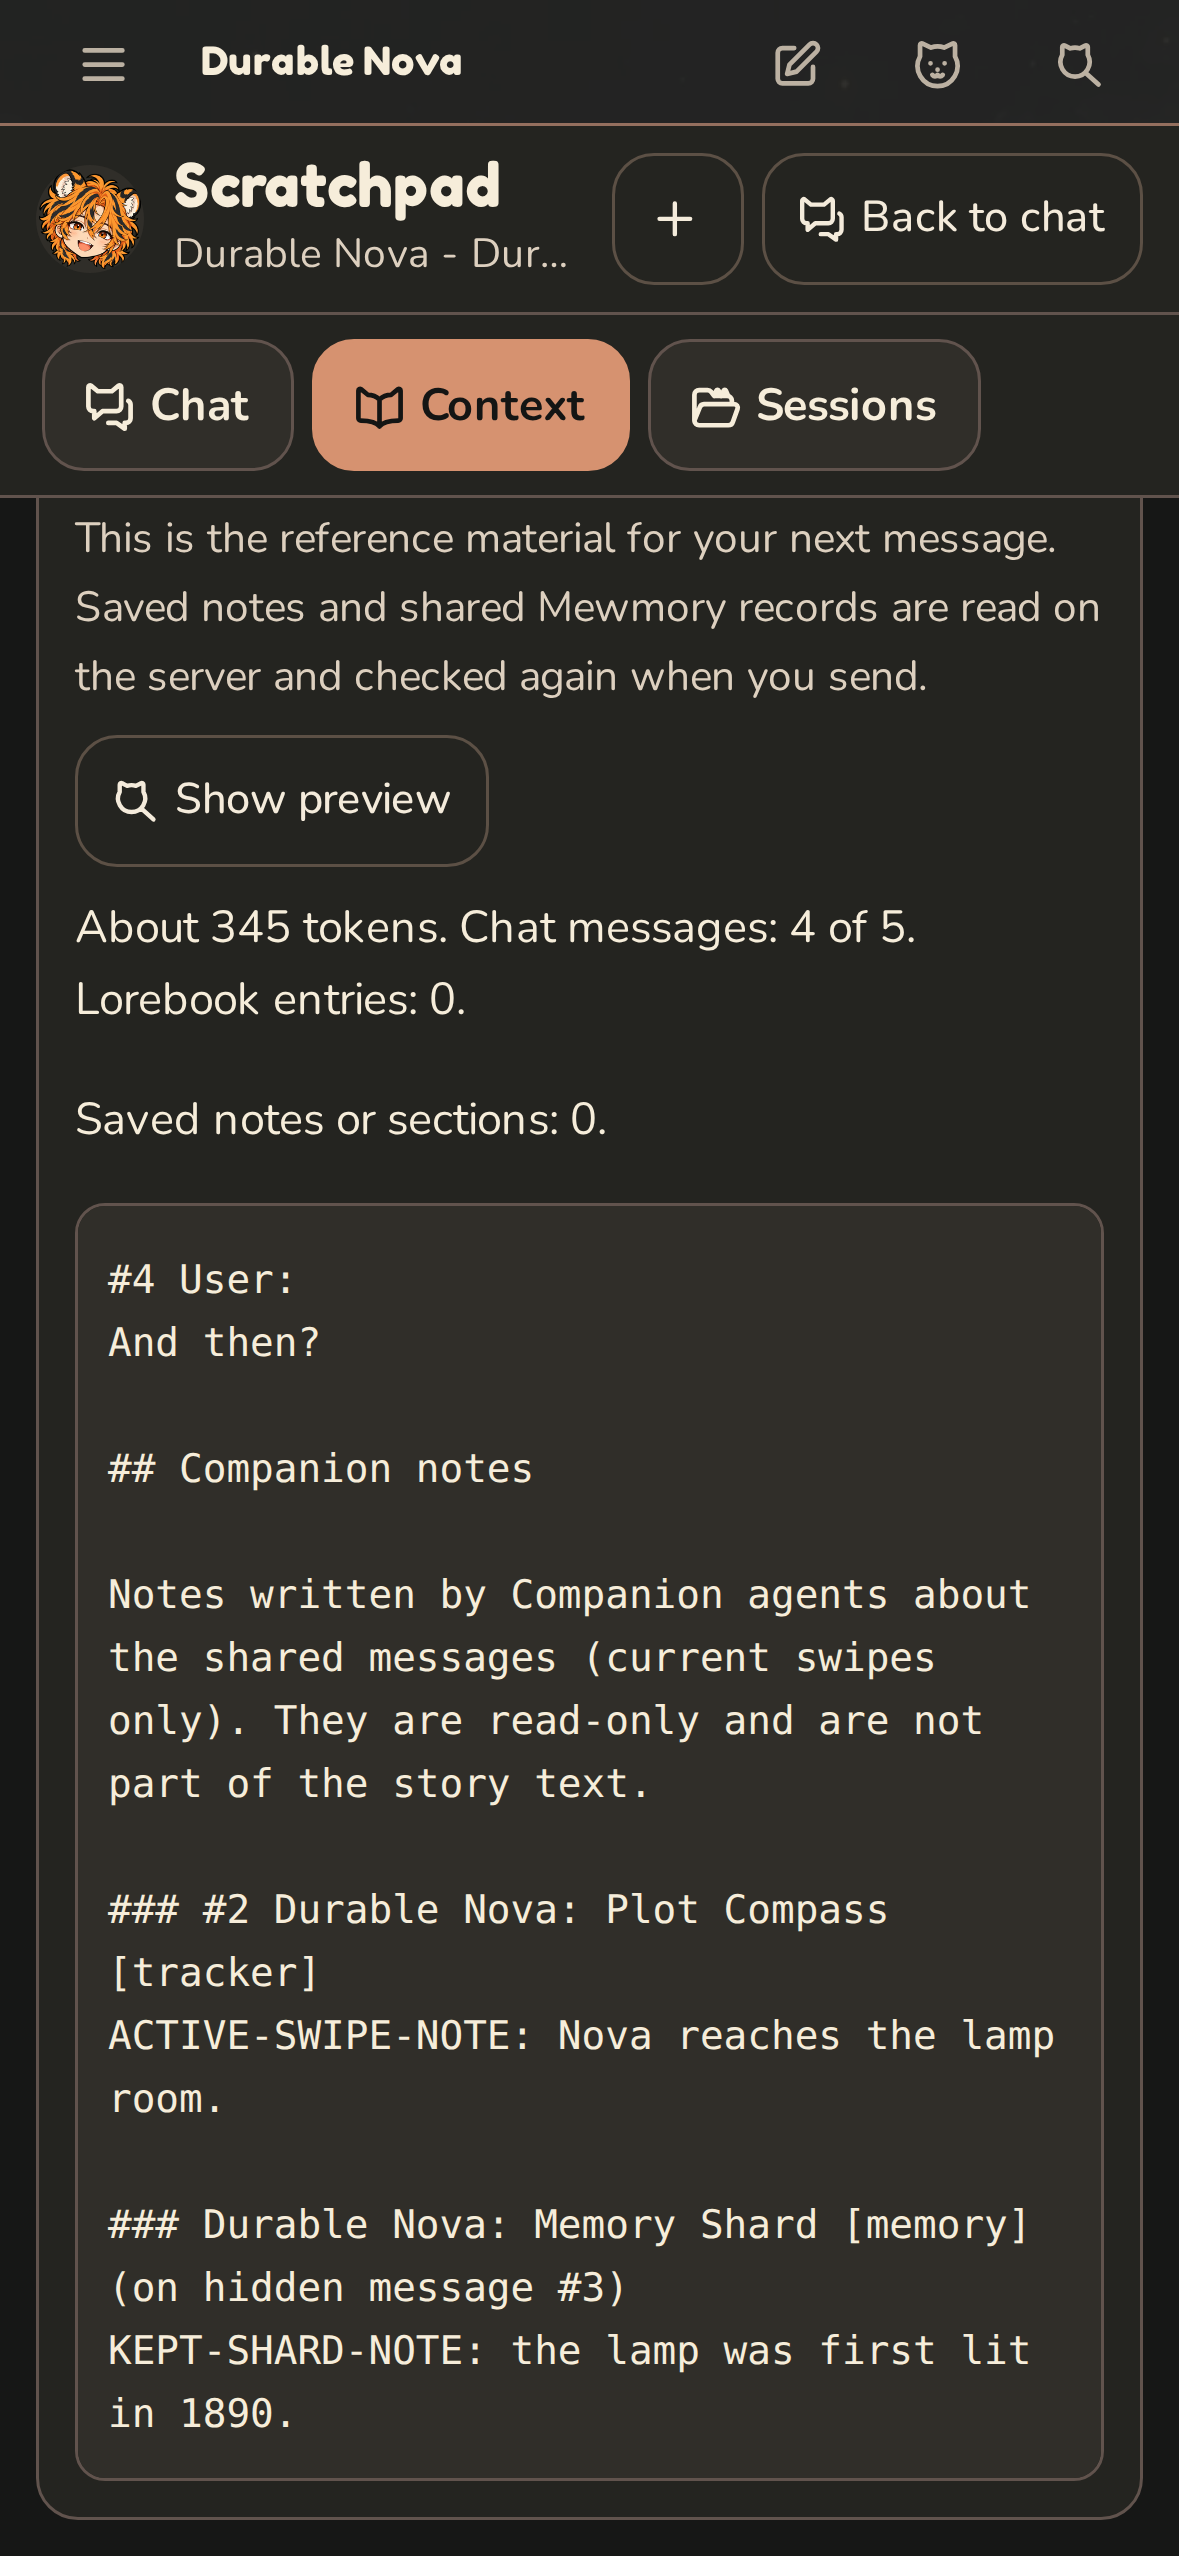 Durable Nova
Scratchpad
Durable Nova - Dur...
+
Back to chat
Chat
Context
Sessions
This is the reference material for your next message.
Saved notes and shared Mewmory records are read on
the server and checked again when you send.
Show preview
About 345 tokens. Chat messages: 4 of 5.
Lorebook entries: 0.
Saved notes or sections: 0.
#4 User:
And then?
## Companion notes
Notes written by Companion agents about
the shared messages (current swipes
only). They are read-only and are not
part of the story text.
### #2 Durable Nova: Plot Compass
[tracker]
ACTIVE-SWIPE-NOTE: Nova reaches the lamp
room.
### Durable Nova: Memory Shard [memory]
(on hidden message #3)
KEPT-SHARD-NOTE: the lamp was first lit
in 1890.